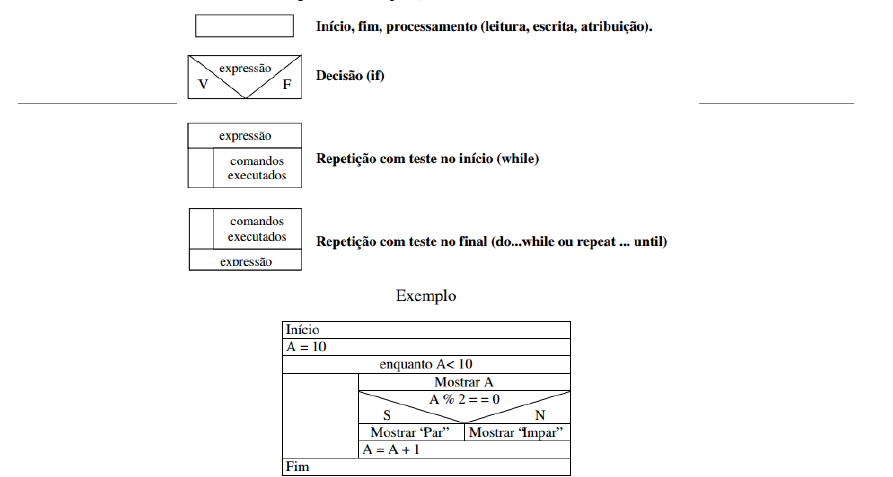 Início, fim, processamento (leitura, escrita, atribuição).
expressão
V F
Decisão (if)
expressão
comandos
executados
Repetição com teste no início (while)
comandos
executados
expressão
Repetição com teste no final (do...while ou repeat ... until)
Exemplo
Início
A = 10
enquanto A< 10
Mostrar A
A % 2 = = 0
S N
Mostrar “Par” Mostrar “Impar”
A = A + 1
Fim